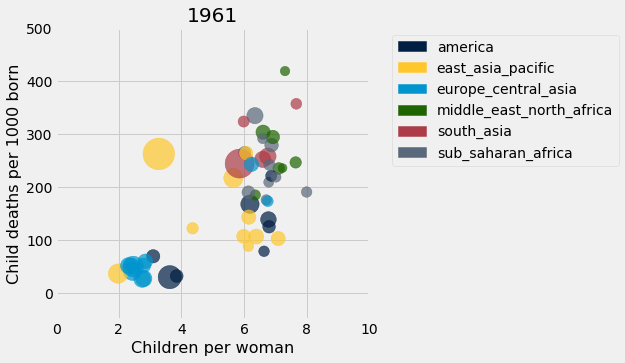 1961
Child deaths per 1000 born
500
400
300
200
100
0
0 2 4 6 8 10
Children per woman
america
east_asia_pacific
europe_central_asia
middle_east_north_africa
south_asia
sub_saharan_africa